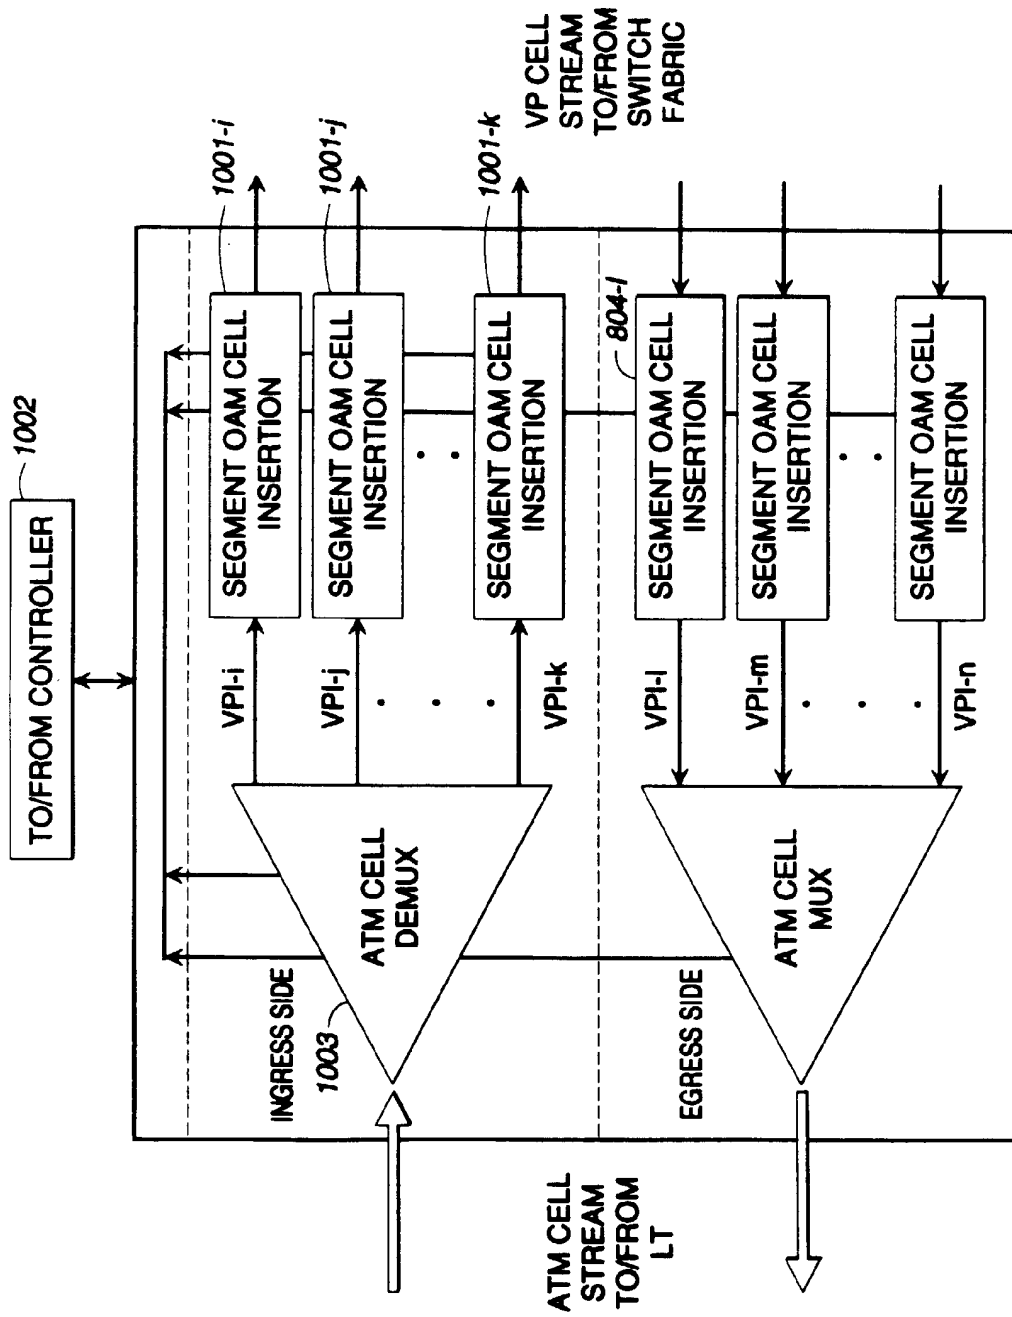 TO/FROM CONTROLLER
1002
INGRESS SIDE
1003
ATM CELL
DEMUX
VPI-i
VPI-j
VPI-k
SEGMENT OAM CELL
INSERTION
1001-i
SEGMENT OAM CELL
INSERTION
1001-j
SEGMENT OAM CELL
INSERTION
1001-k
ATM CELL
STREAM
TO/FROM
LT
VP CELL
STREAM
TO/FROM
SWITCH
FABRIC
EGRESS SIDE
ATM CELL
MUX
VPI-l
VPI-m
VPI-n
SEGMENT OAM CELL
INSERTION
804-l
SEGMENT OAM CELL
INSERTION
SEGMENT OAM CELL
INSERTION